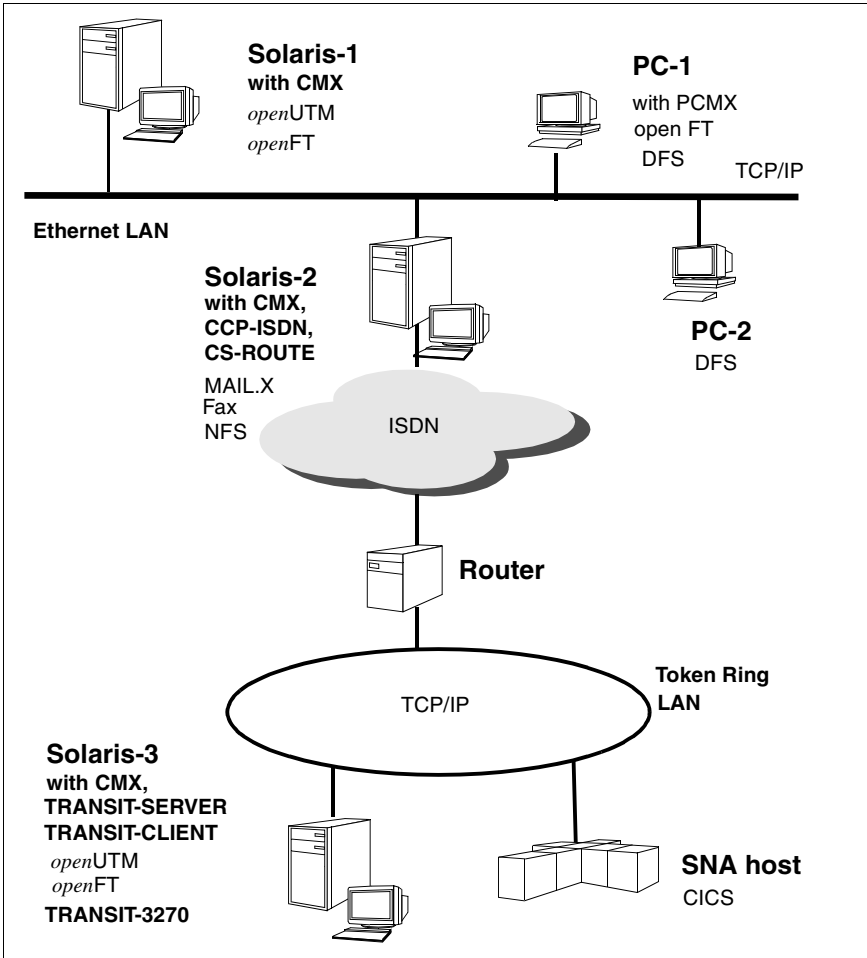 Solaris-1
with CMX
openUTM
openFT
PC-1
with PCMX
open FT
DFS
TCP/IP
Ethernet LAN
Solaris-2
with CMX,
CCP-ISDN,
CS-ROUTE
MAIL.X
Fax
NFS
PC-2
DFS
ISDN
Router
Token Ring
LAN
TCP/IP
Solaris-3
with CMX,
TRANSIT-SERVER
TRANSIT-CLIENT
openUTM
openFT
TRANSIT-3270
SNA host
CICS